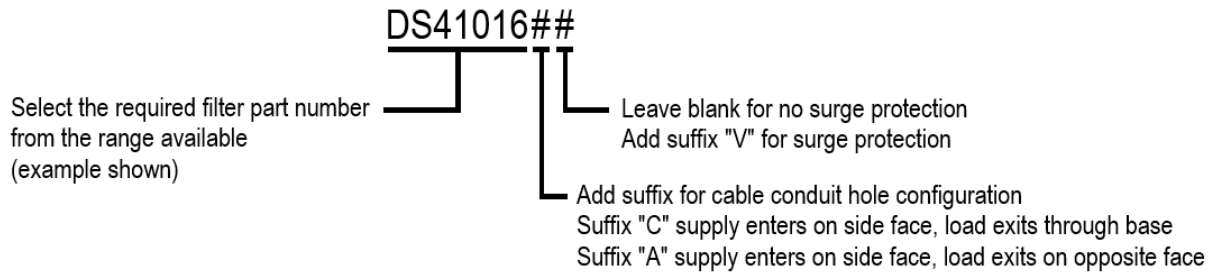 DS41016##
Select the required filter part number
from the range available
(example shown)
Leave blank for no surge protection
Add suffix "V" for surge protection
Add suffix for cable conduit hole configuration
Suffix "C" supply enters on side face, load exits through base
Suffix "A" supply enters on side face, load exits on opposite face